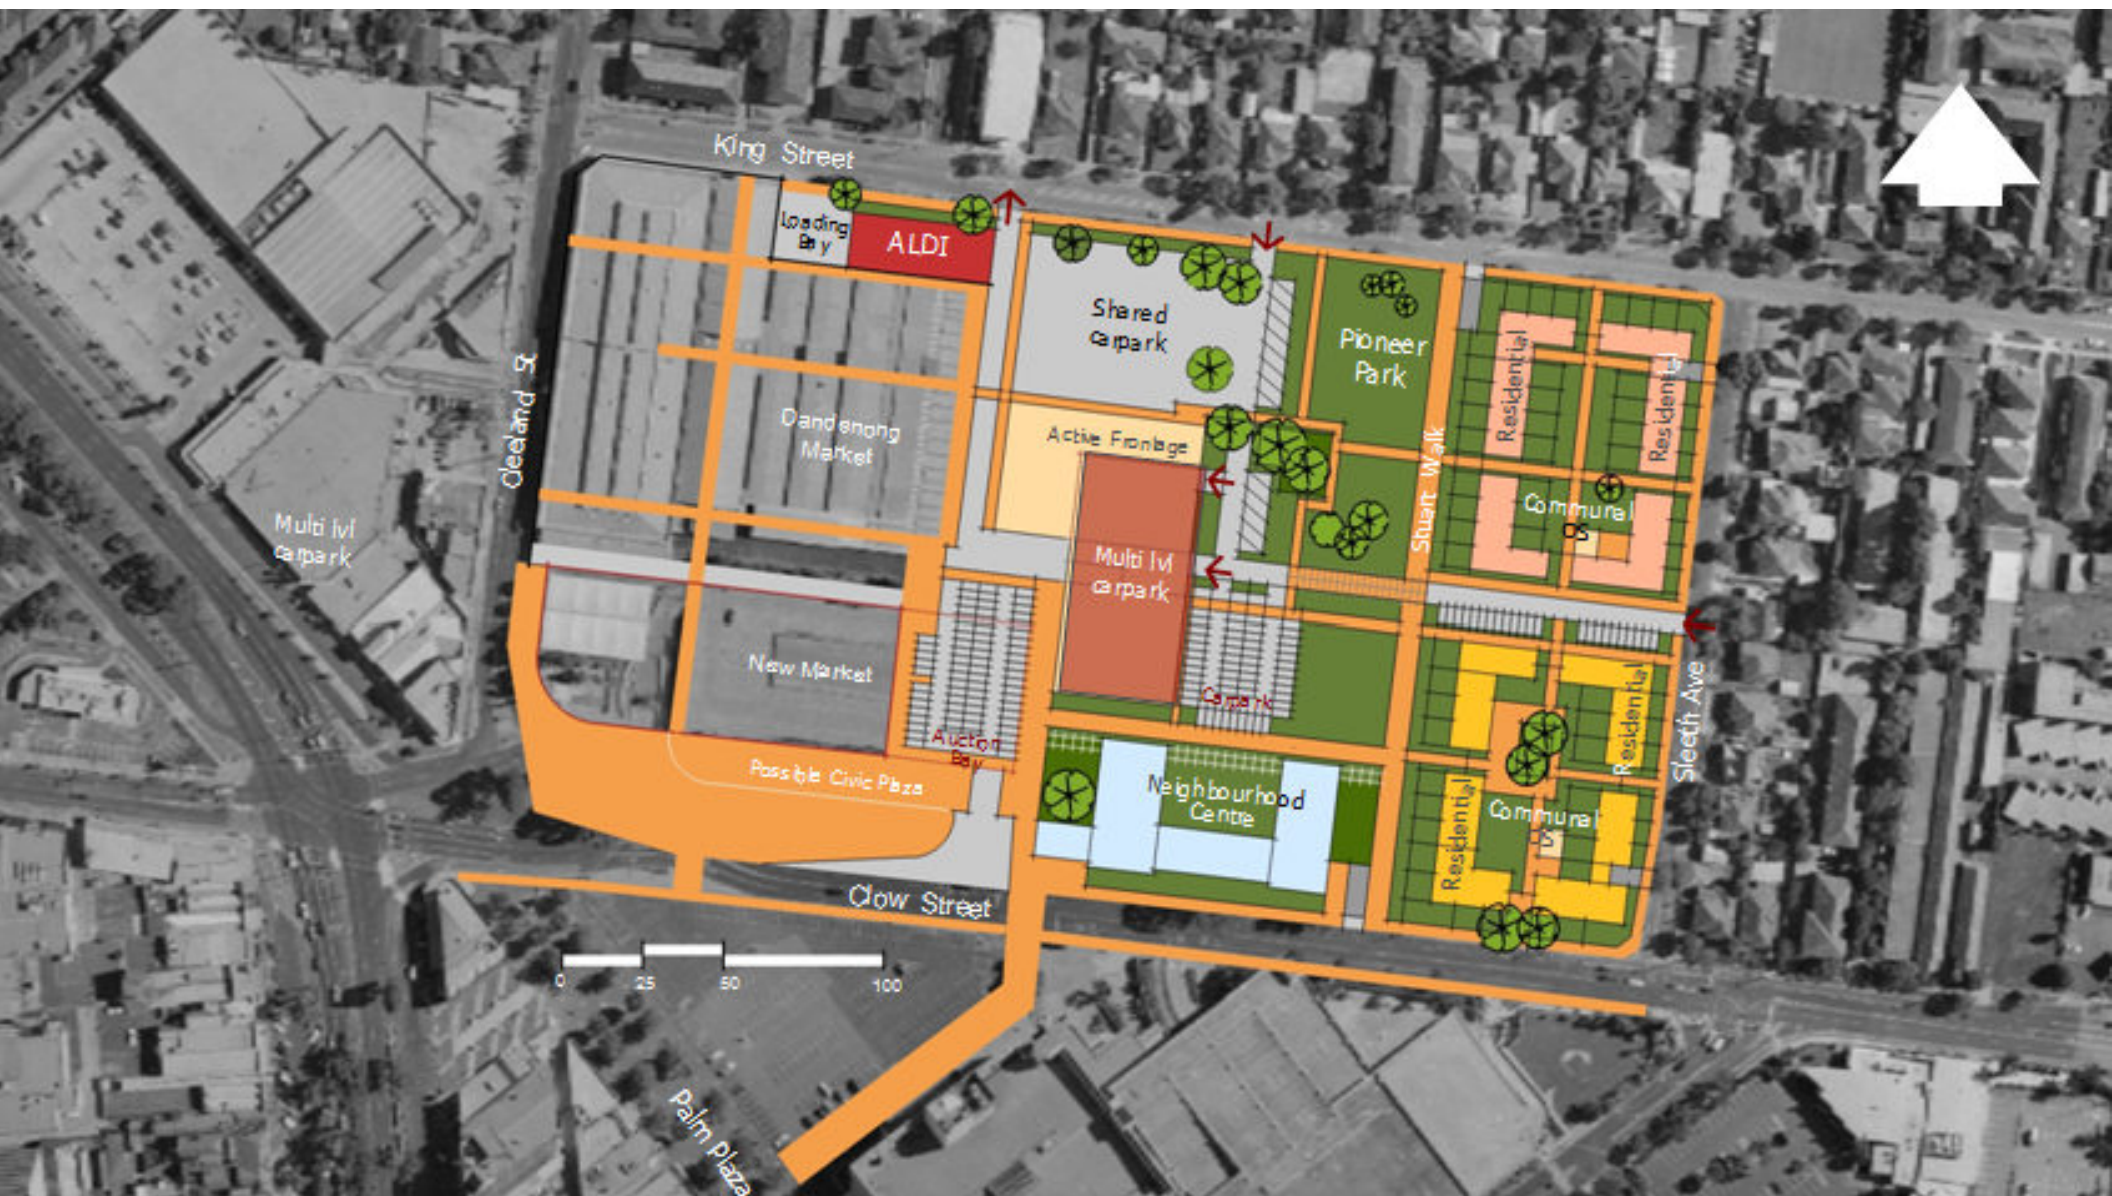 King Street
Loading
Bay
ALDI
Shared
carpark
Pioneer
Park
Residential
Residential
Cleeland St
Dandenong
Market
Active Frontage
Stuart Walk
Communal
OS
Multi lvl
carpark
Multi lvl
carpark
New Market
Carpark
Auction
Bay
Possible Civic Plaza
Neighbourhood
Centre
Residential
Residential
Communal
OS
Sleeth Ave
Clow Street
0 25 50 100
Palm Plaza